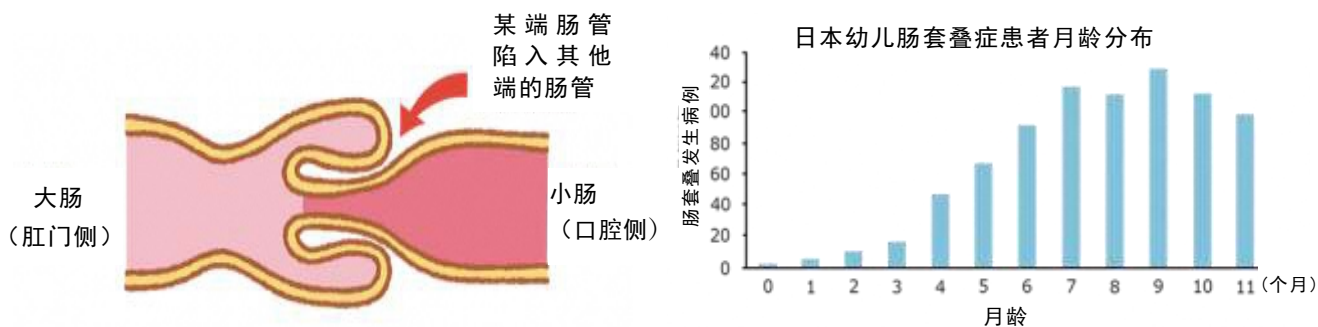 某端肠管
陷入其他
端的肠管
大肠
（肛门侧）
小肠
（口腔侧）
日本幼儿肠套叠症患者月龄分布
肠套叠发生病例
40
20
00
80
60
40
20
0
0 1 2 3 4 5 6 7 8 9 10 11 (个月)
月龄